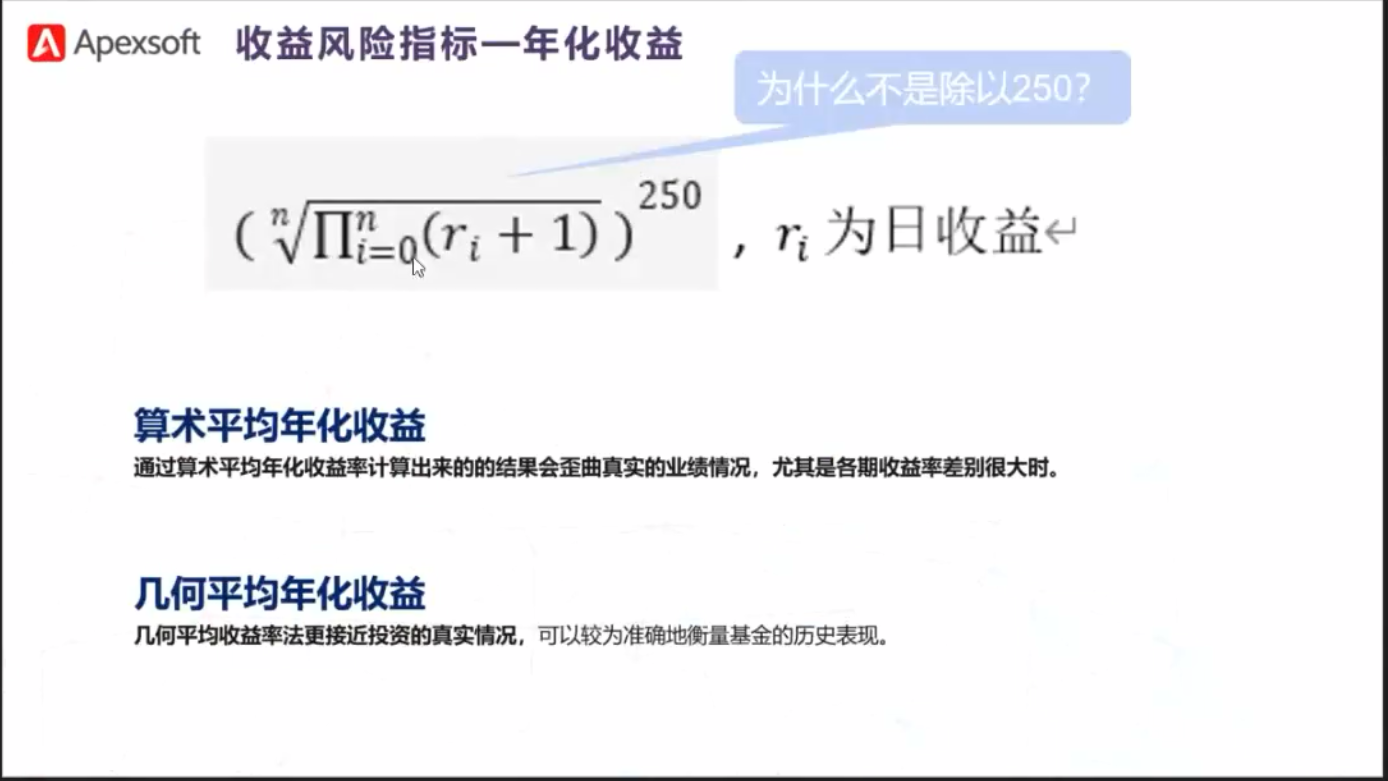 Apexsoft 收益风险指标—年化收益
为什么不是除以250？
( ⁿ√∏ⁿᵢ₌₀(rᵢ + 1) )²⁵⁰ ，rᵢ 为日收益↵
算术平均年化收益
通过算术平均年化收益率计算出来的的结果会歪曲真实的业绩情况，尤其是各期收益率差别很大时。
几何平均年化收益
几何平均收益率法更接近投资的真实情况，可以较为准确地衡量基金的历史表现。